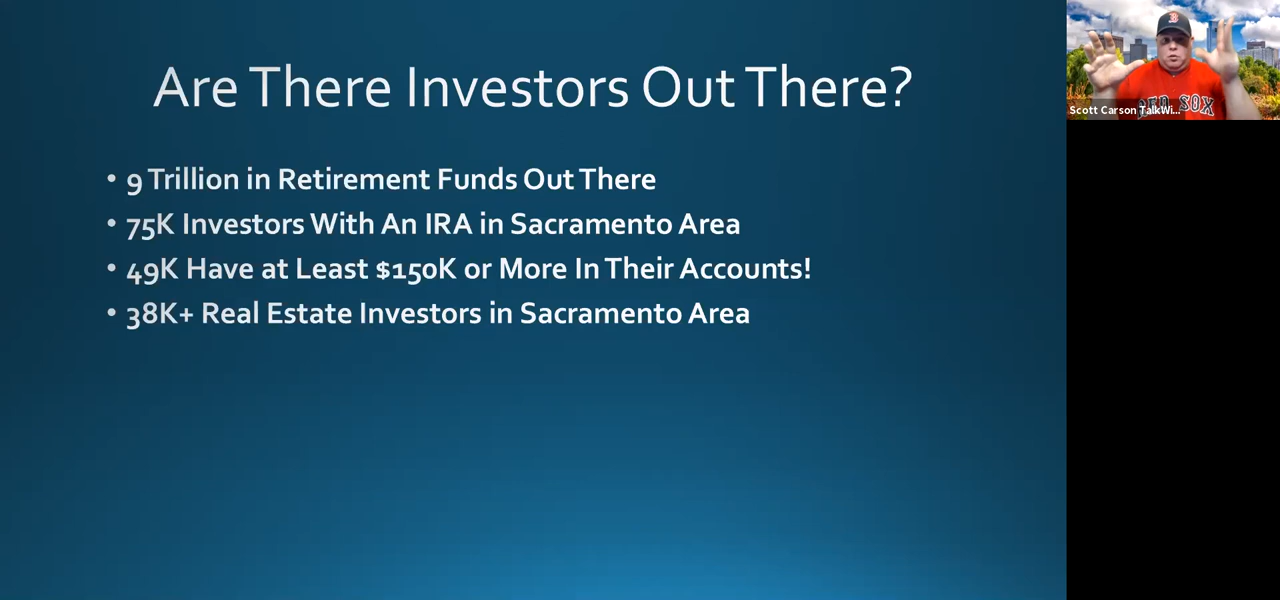 Are There Investors Out There?
• 9 Trillion in Retirement Funds Out There
• 75K Investors With An IRA in Sacramento Area
• 49K Have at Least $150K or More In Their Accounts!
• 38K+ Real Estate Investors in Sacramento Area
B
RED SOX
Scott Carson TalkWi...